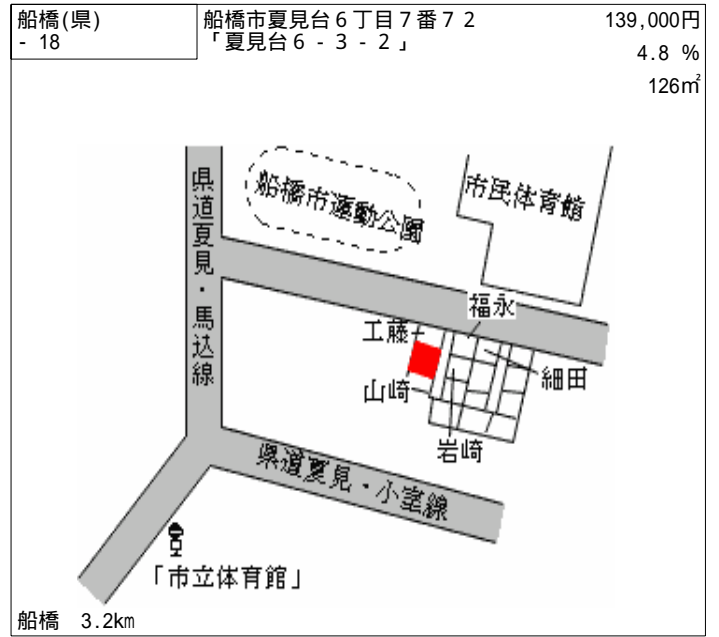 船橋(県)
- 18
船橋市夏見台６丁目７番７２
「夏見台６‐３‐２」
139,000円
4.8 %
126㎡
県道夏見・馬込線
船橋市運動公園
市民体育館
福永
工藤
細田
山崎
岩崎
県道夏見・小室線
「市立体育館」
船橋 3.2km